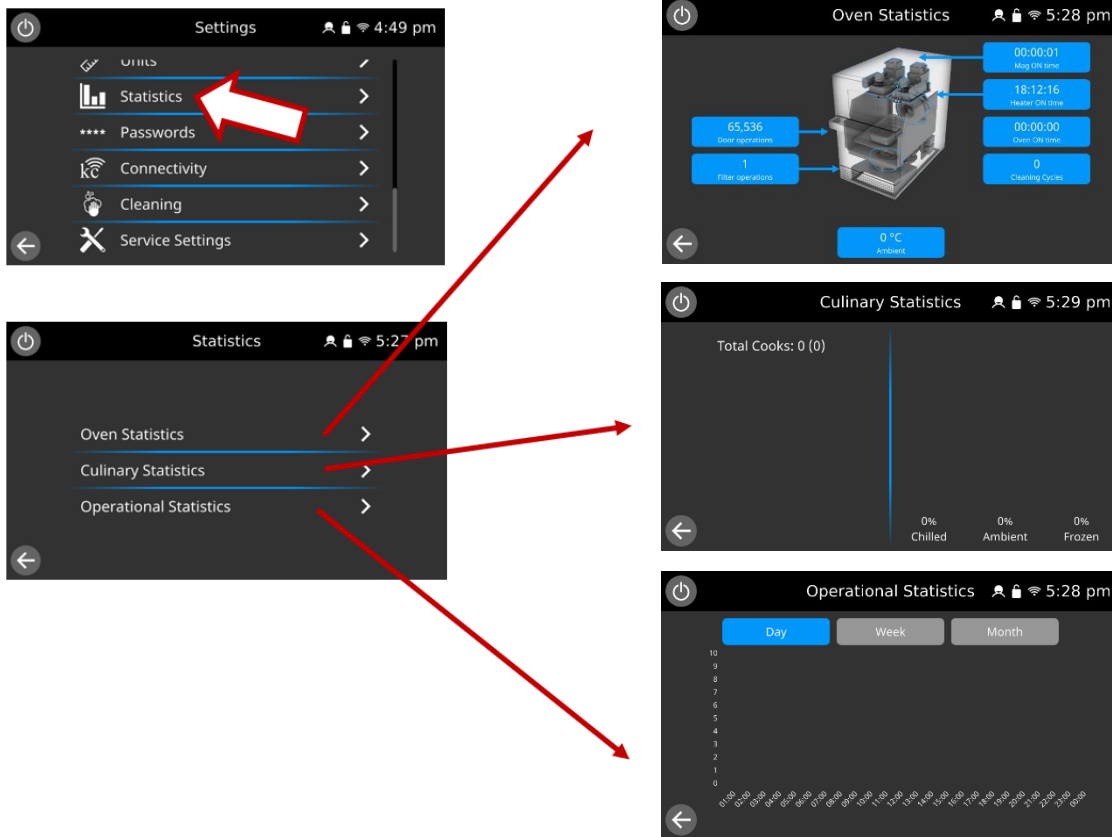 Settings
4:49 pm
Units
Statistics
**** Passwords
kc Connectivity
Cleaning
Service Settings
Statistics
5:27 pm
Oven Statistics
Culinary Statistics
Operational Statistics
Oven Statistics
5:28 pm
00:00:01
Mag ON time
18:12:16
Heater ON time
65,536
Door operations
00:00:00
Oven ON time
1
Filter operations
0
Cleaning Cycles
0 °C
Ambient
Culinary Statistics
5:29 pm
Total Cooks: 0 (0)
0% 0% 0%
Chilled Ambient Frozen
Operational Statistics
5:28 pm
Day Week Month
10
9
8
7
6
5
4
3
2
1
0
01:00 02:00 03:00 04:00 05:00 06:00 07:00 08:00 09:00 10:00 11:00 12:00 13:00 14:00 15:00 16:00 17:00 18:00 19:00 20:00 21:00 22:00 23:00 00:00